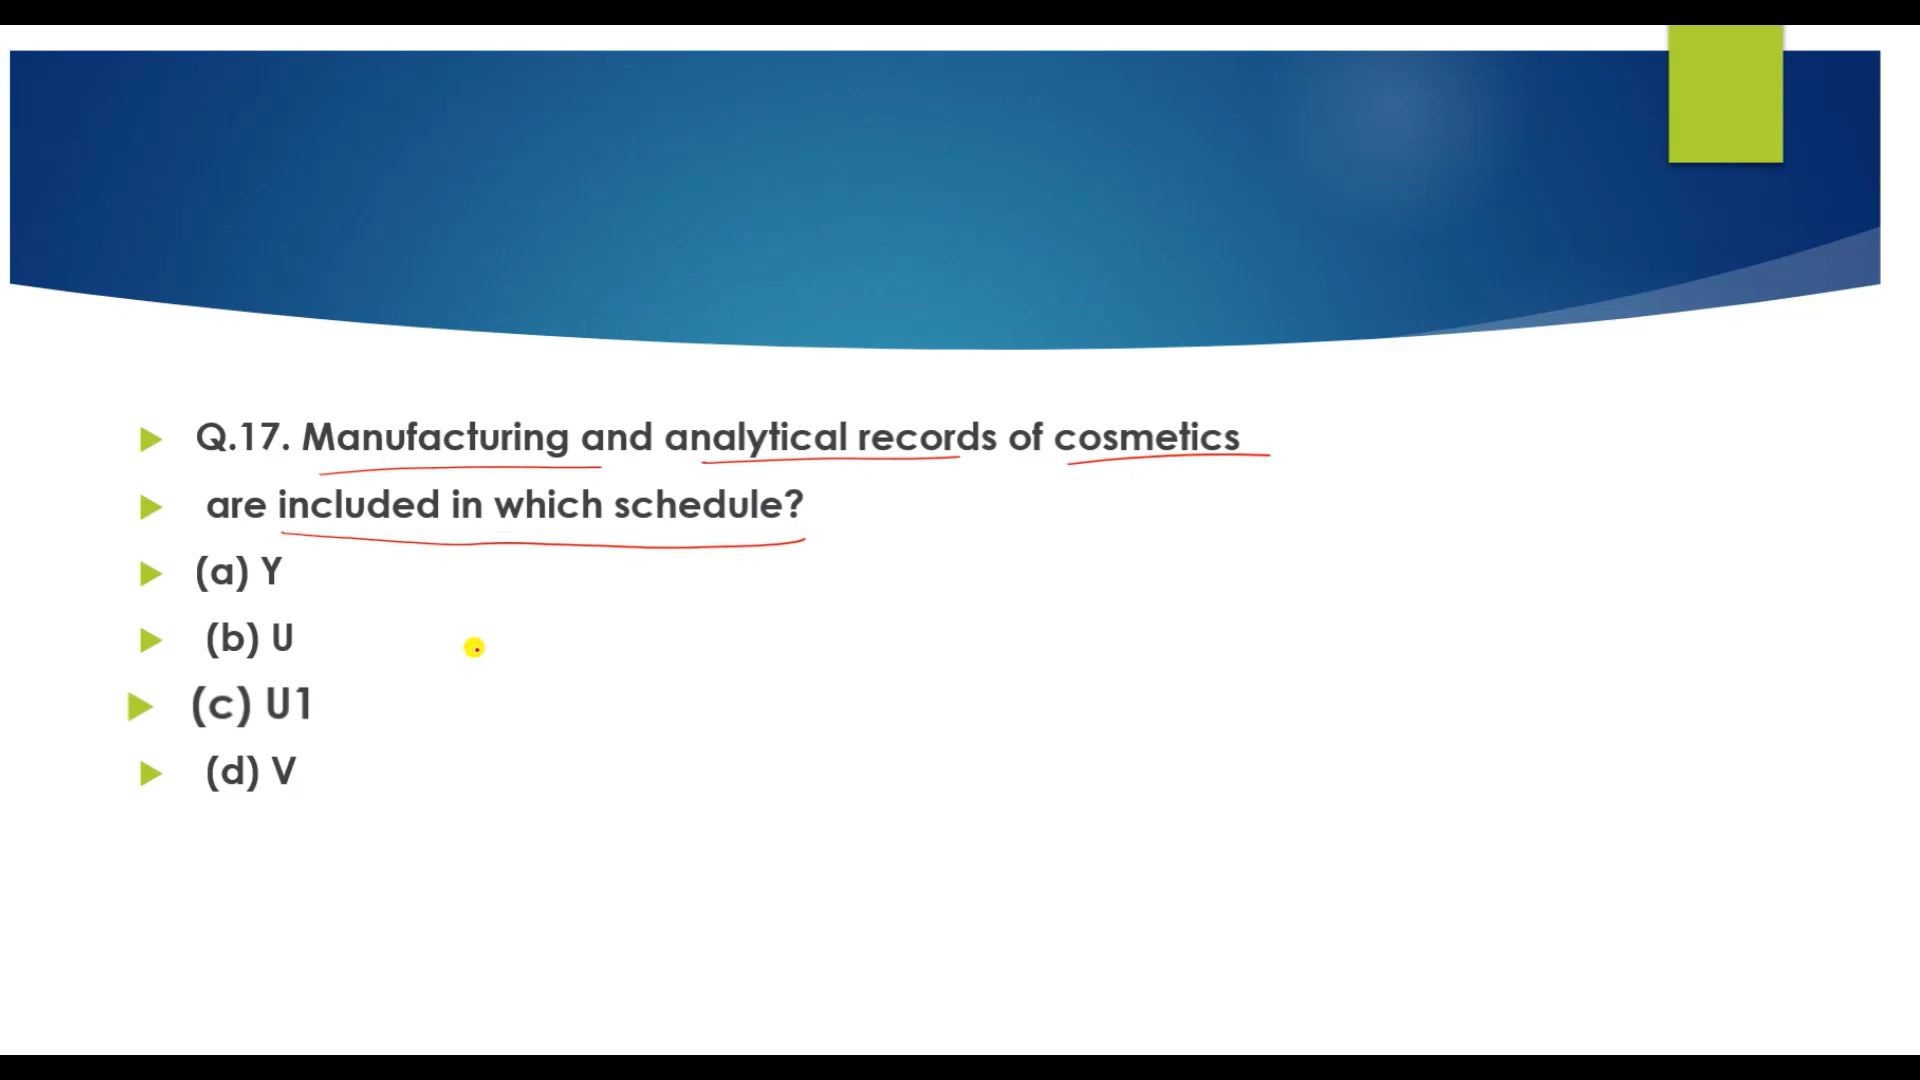 Q.17. Manufacturing and analytical records of cosmetics
are included in which schedule?
(a) Y
(b) U
(c) U1
(d) V